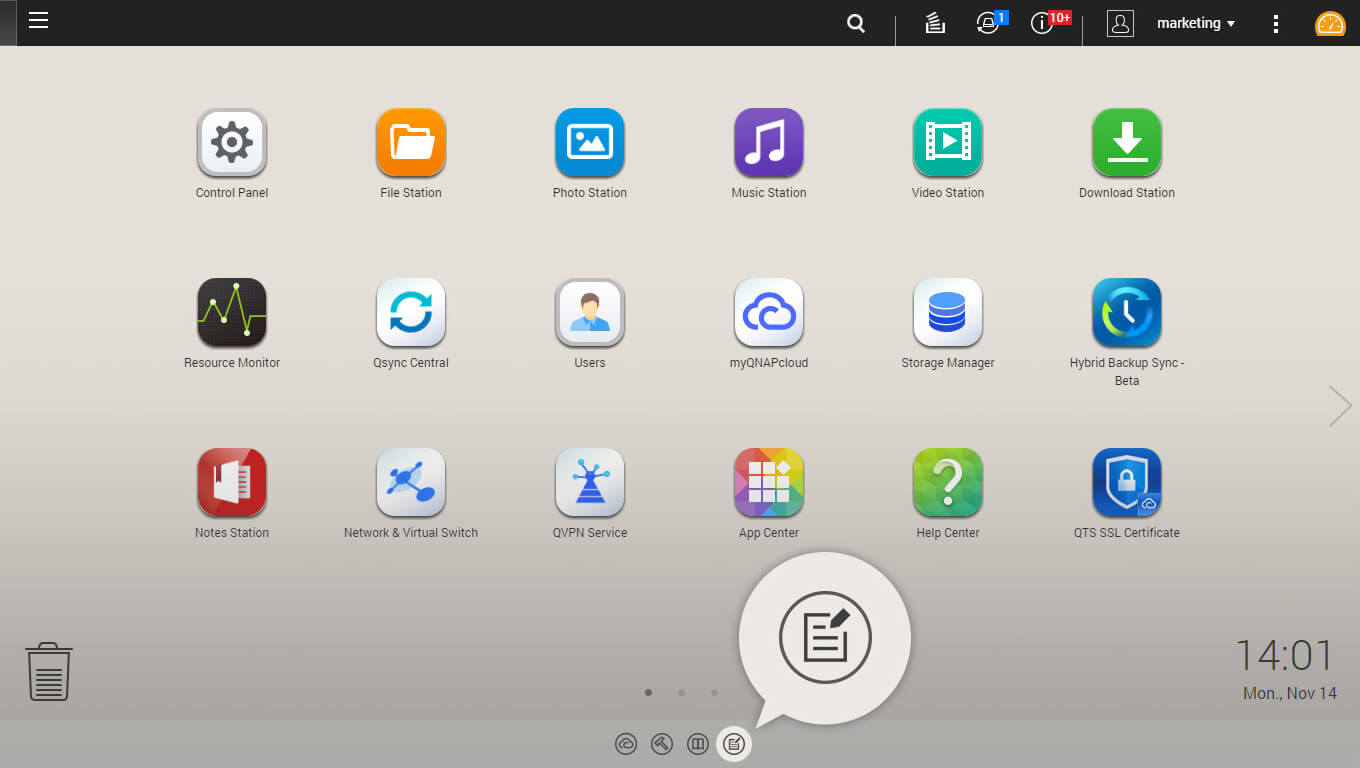 1
10+
marketing
Control Panel
File Station
Photo Station
Music Station
Video Station
Download Station
Resource Monitor
Qsync Central
Users
myQNAPcloud
Storage Manager
Hybrid Backup Sync -
Beta
Notes Station
Network & Virtual Switch
QVPN Service
App Center
Help Center
QTS SSL Certificate
14:01
Mon., Nov 14